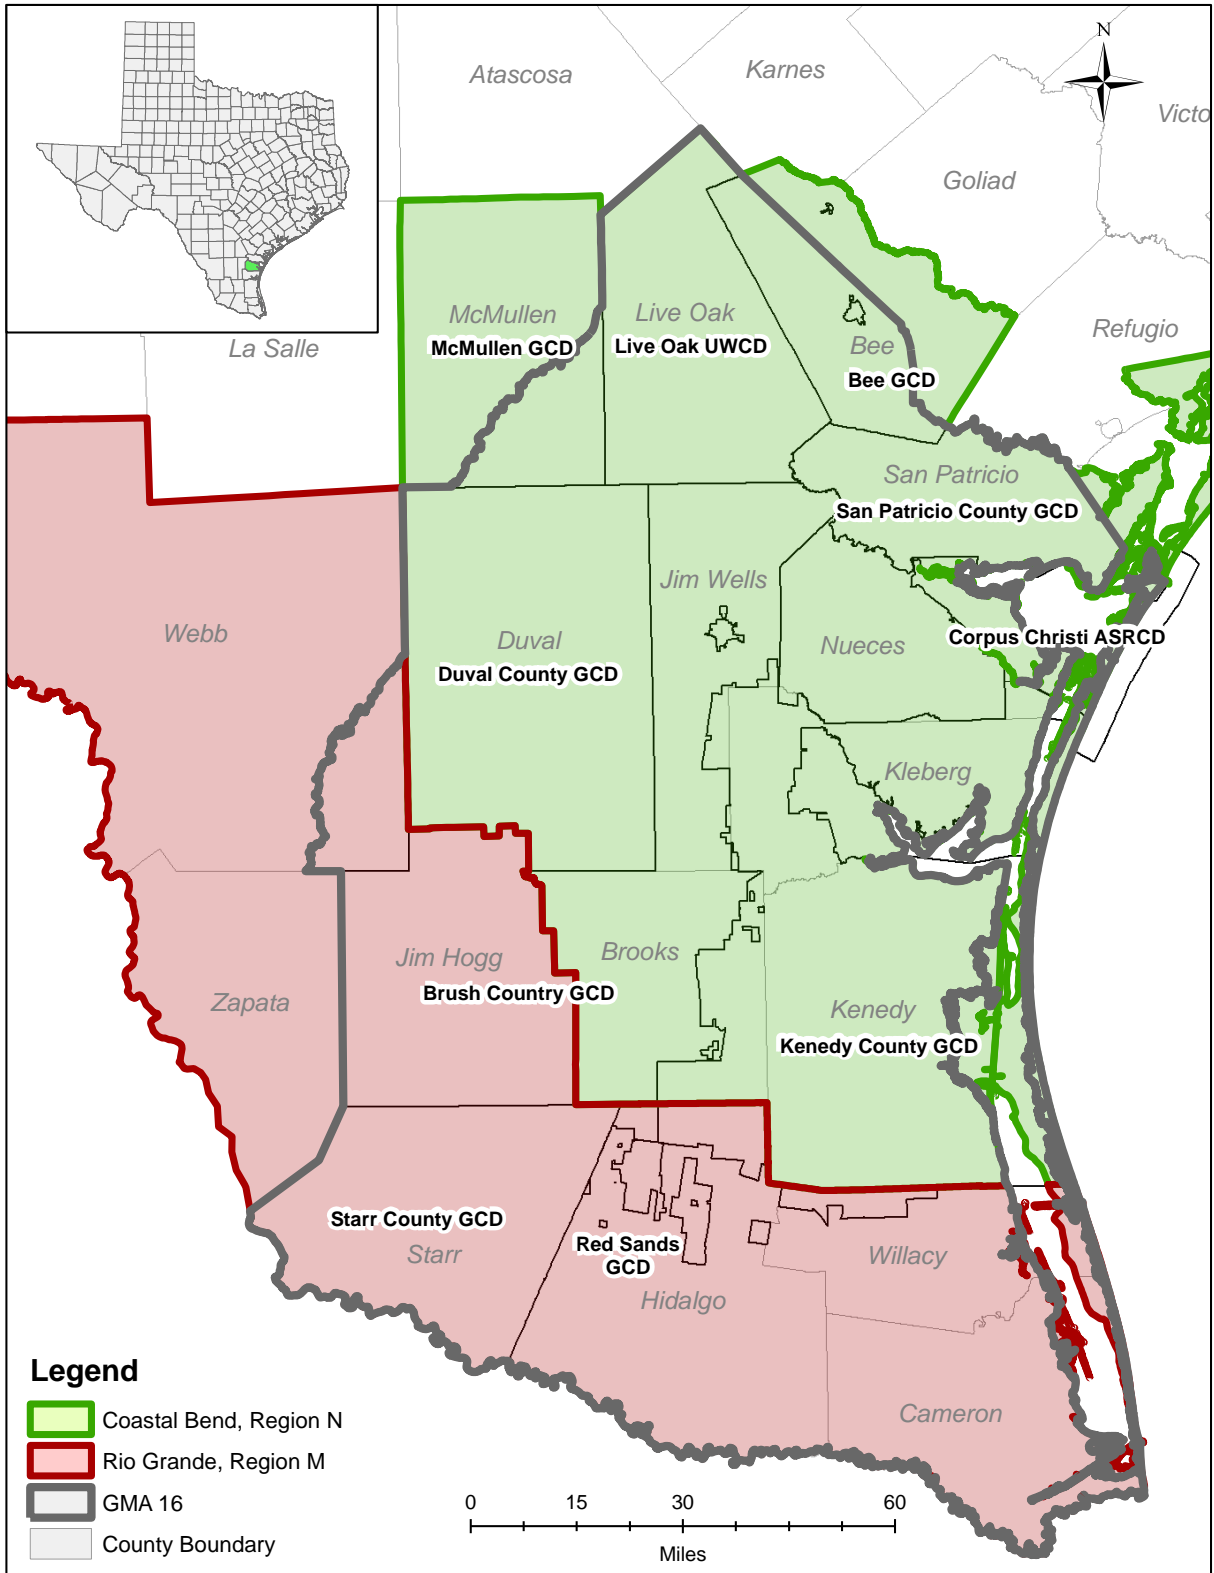 Atascosa
Karnes
N
Victo
Goliad
McMullen
McMullen GCD
Live Oak
Live Oak UWCD
La Salle
Bee
Bee GCD
Refugio
San Patricio
San Patricio County GCD
Jim Wells
Webb
Duval
Duval County GCD
Nueces
Corpus Christi ASRCD
Kleberg
Jim Hogg
Brush Country GCD
Brooks
Zapata
Kenedy
Kenedy County GCD
Starr County GCD
Starr
Red Sands
GCD
Willacy
Hidalgo
Cameron
Legend
Coastal Bend, Region N
Rio Grande, Region M
GMA 16
County Boundary
0 15 30 60
Miles